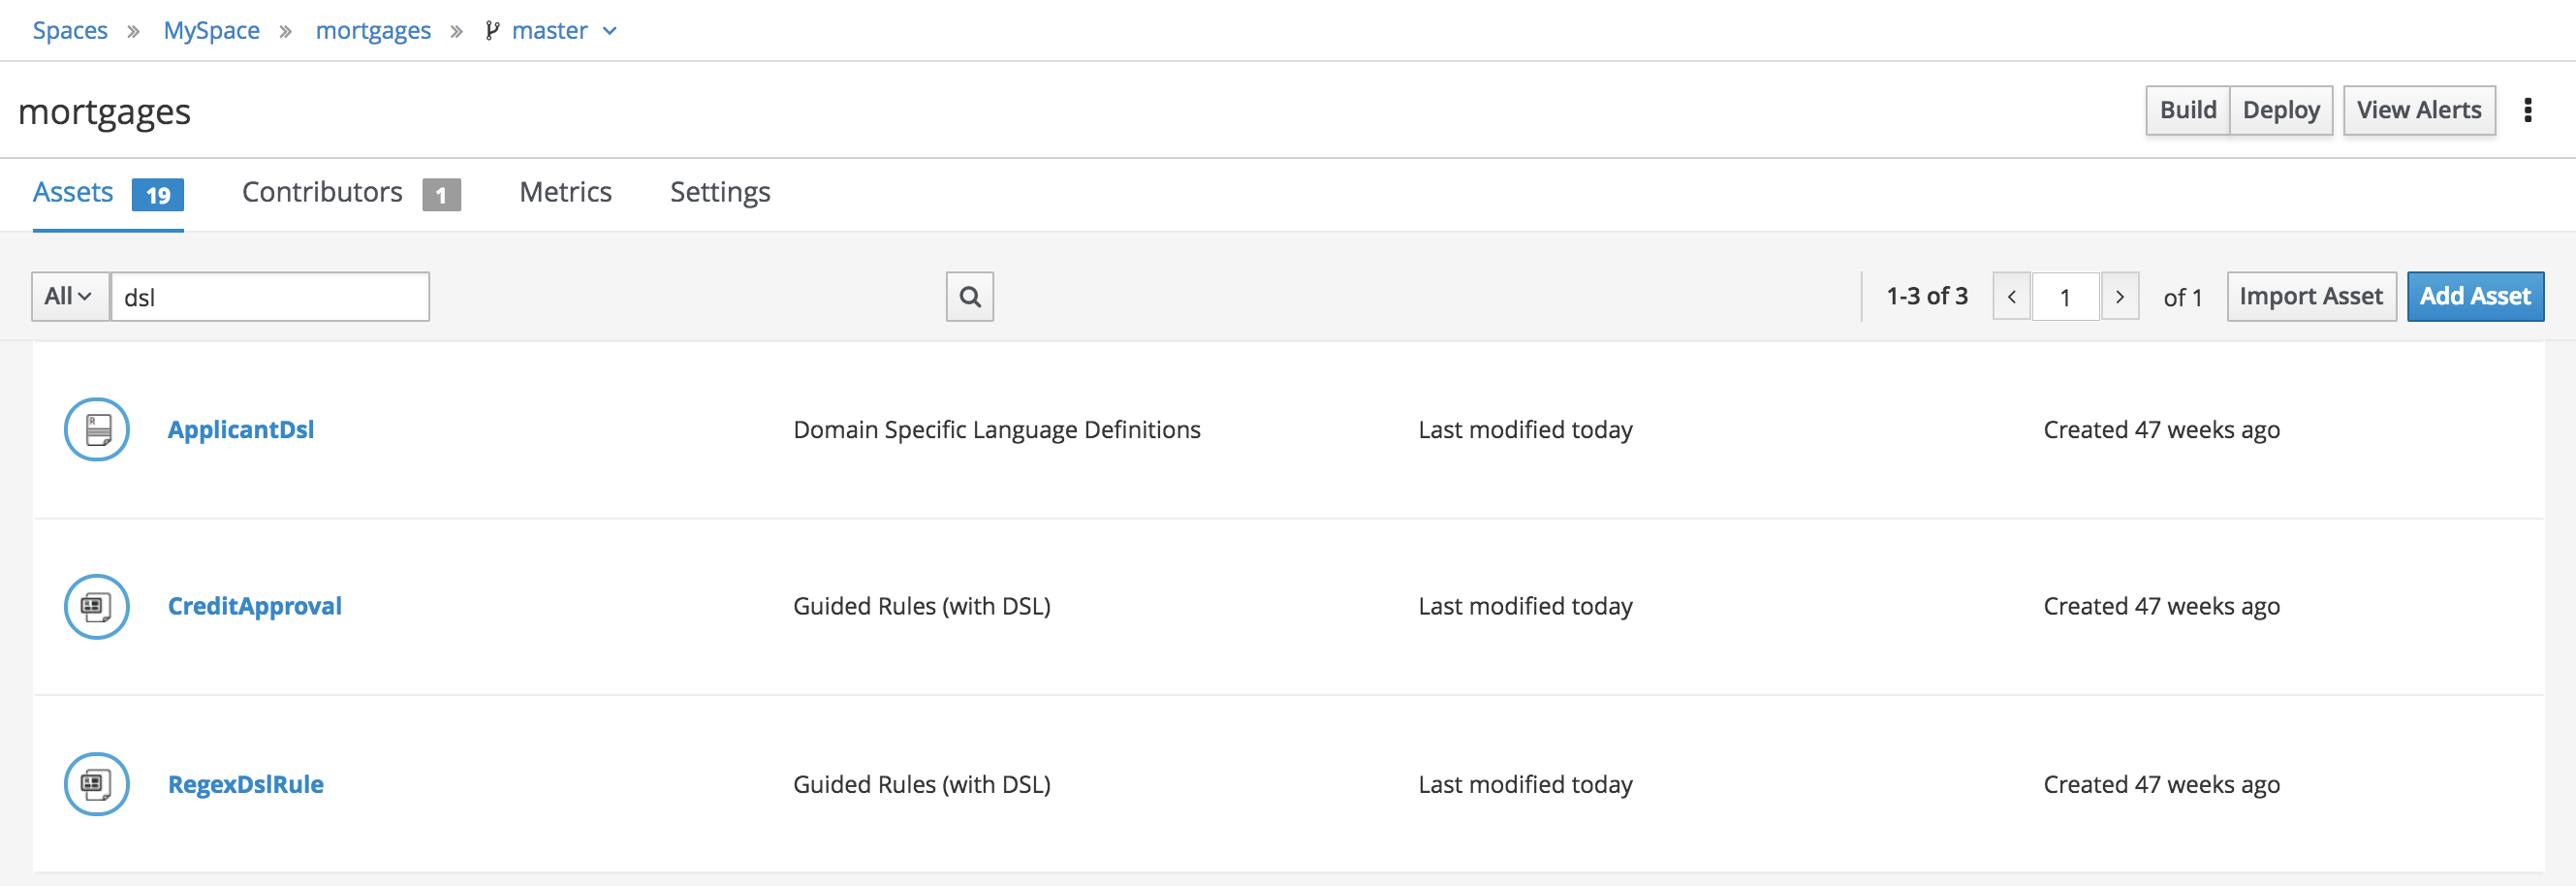 Spaces » MySpace » mortgages » master
mortgages
Build Deploy View Alerts
Assets 19 Contributors 1 Metrics Settings
All dsl 1-3 of 3 < 1 > of 1 Import Asset Add Asset
ApplicantDsl Domain Specific Language Definitions Last modified today Created 47 weeks ago
CreditApproval Guided Rules (with DSL) Last modified today Created 47 weeks ago
RegexDslRule Guided Rules (with DSL) Last modified today Created 47 weeks ago